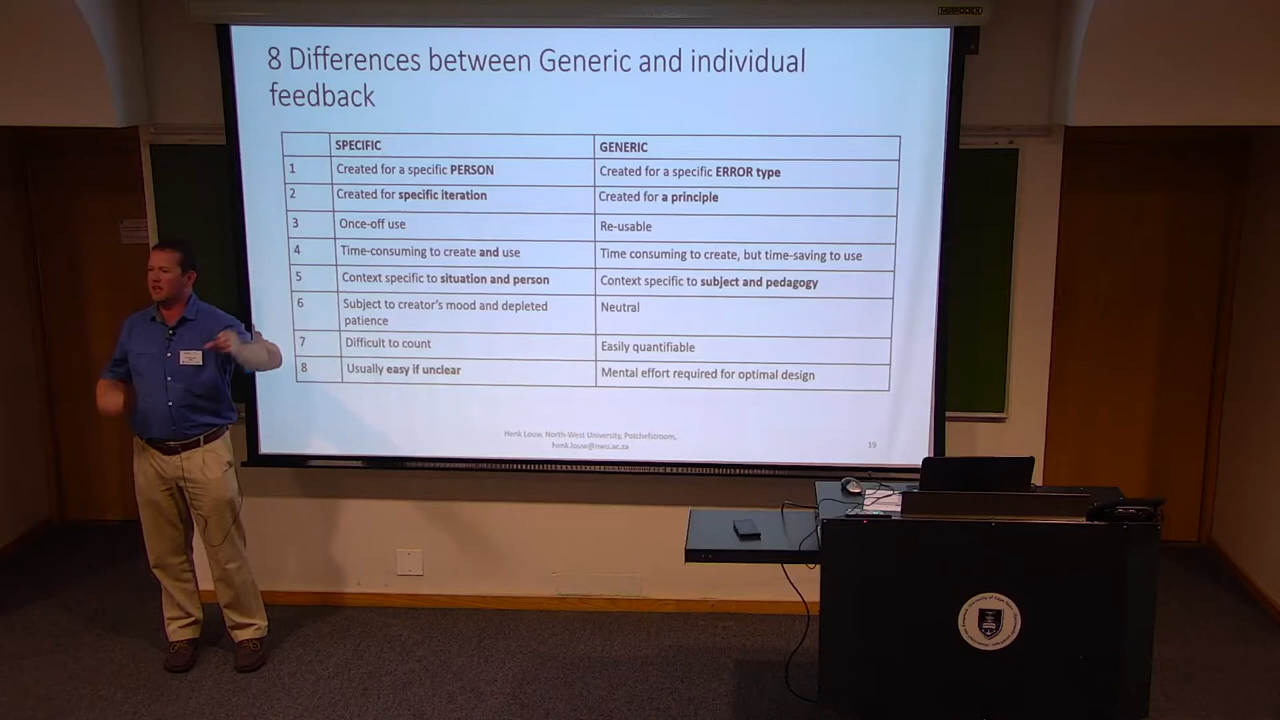 8 Differences between Generic and individual
feedback
SPECIFIC GENERIC
1 Created for a specific PERSON Created for a specific ERROR type
2 Created for specific iteration Created for a principle
3 Once-off use Re-usable
4 Time-consuming to create and use Time consuming to create, but time-saving to use
5 Context specific to situation and person Context specific to subject and pedagogy
6 Subject to creator's mood and depleted Neutral
patience
7 Difficult to count Easily quantifiable
8 Usually easy if unclear Mental effort required for optimal design
Henk Louw, North-West University, Potchefstroom,
henk.louw@nwu.ac.za 19